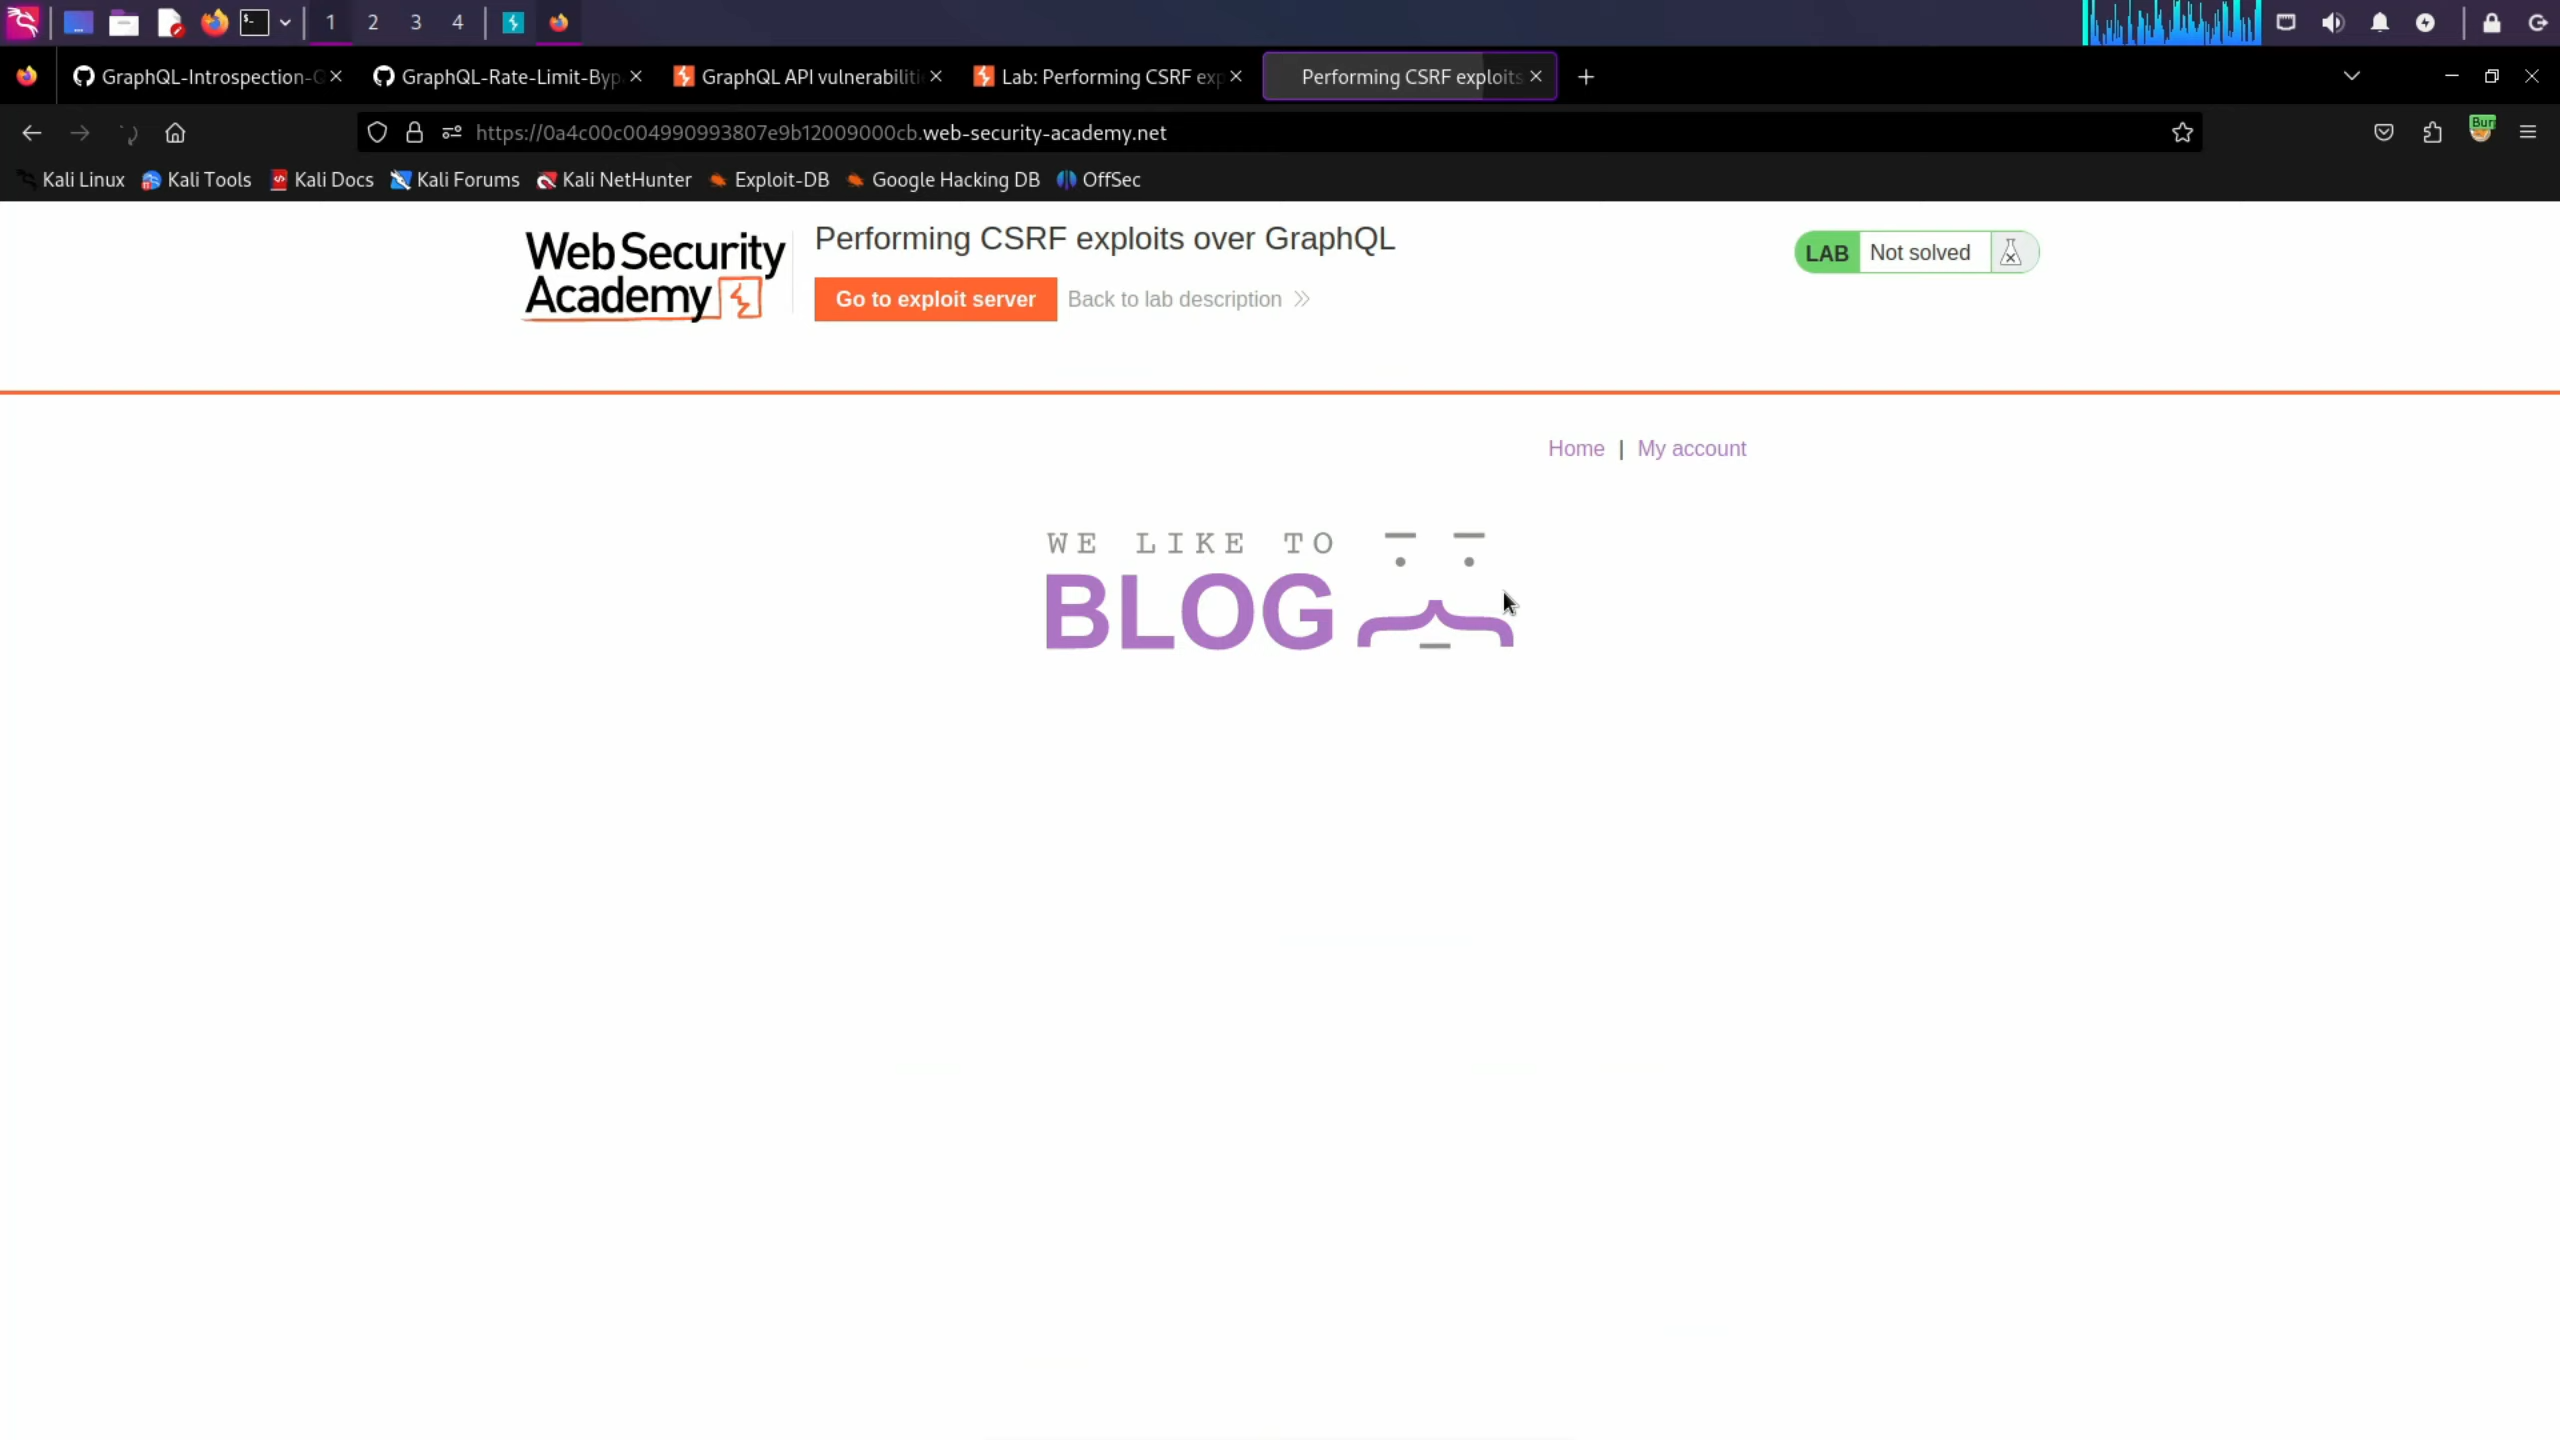 1 2 3 4
GraphQL-Introspection- GraphQL-Rate-Limit-Byp GraphQL API vulnerabiliti Lab: Performing CSRF exp Performing CSRF exploits
https://0a4c00c004990993807e9b12009000cb.web-security-academy.net
Bur
Kali Linux Kali Tools Kali Docs Kali Forums Kali NetHunter Exploit-DB Google Hacking DB OffSec
Web Security
Academy
Performing CSRF exploits over GraphQL
Go to exploit server Back to lab description
LAB Not solved
Home | My account
WE LIKE TO
BLOG